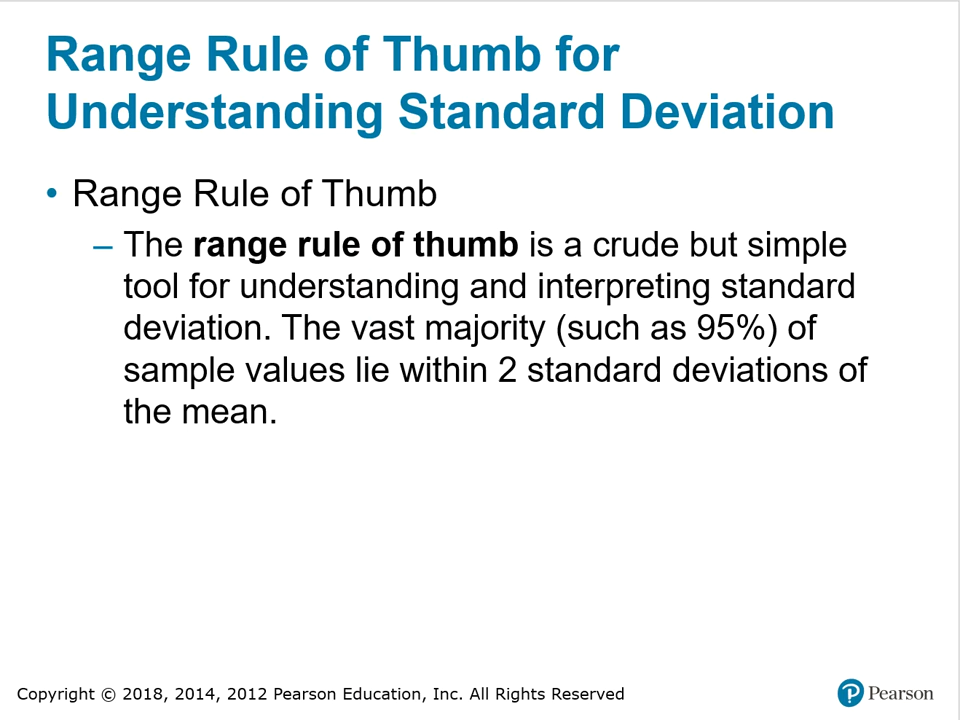 Range Rule of Thumb for
Understanding Standard Deviation
• Range Rule of Thumb
– The range rule of thumb is a crude but simple
tool for understanding and interpreting standard
deviation. The vast majority (such as 95%) of
sample values lie within 2 standard deviations of
the mean.
Copyright © 2018, 2014, 2012 Pearson Education, Inc. All Rights Reserved
P Pearson